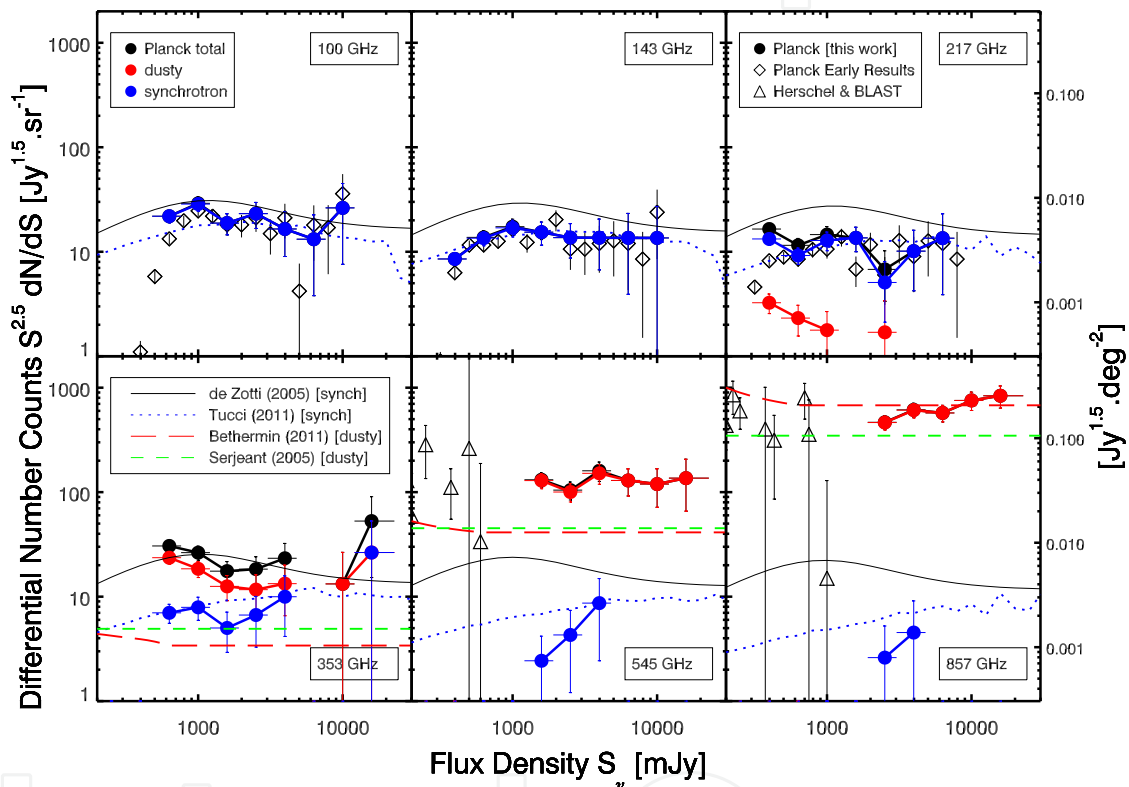 Differential Number Counts S^2.5 dN/dS [Jy^1.5.sr^-1]
1000
100
10
1
1000
100
10
1
Planck total
dusty
synchrotron
100 GHz
143 GHz
Planck [this work]
Planck Early Results
Herschel & BLAST
217 GHz
0.100
0.010
0.001
de Zotti (2005) [synch]
Tucci (2011) [synch]
Bethermin (2011) [dusty]
Serjeant (2005) [dusty]
353 GHz
545 GHz
857 GHz
0.100
0.010
0.001
[Jy^1.5.deg^-2]
1000 10000 1000 10000 1000 10000
Flux Density S_ν [mJy]